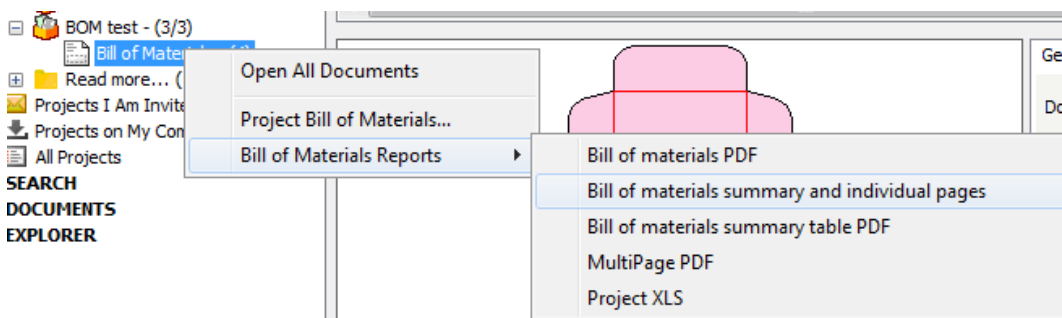 BOM test - (3/3)
Bill of Mate
Read more... (
Projects I Am Invite
Projects on My Com
All Projects
SEARCH
DOCUMENTS
EXPLORER
Open All Documents
Project Bill of Materials...
Bill of Materials Reports
Bill of materials PDF
Bill of materials summary and individual pages
Bill of materials summary table PDF
MultiPage PDF
Project XLS
Ge
Do